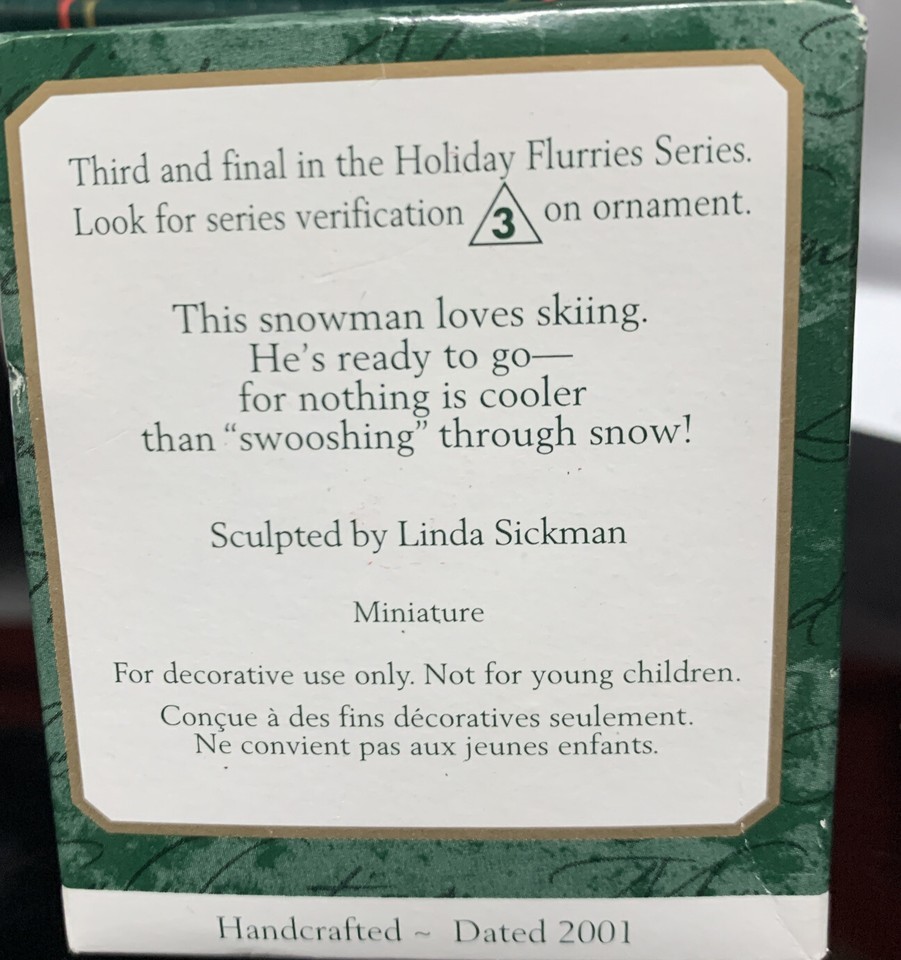 Third and final in the Holiday Flurries Series.
Look for series verification 3 on ornament.
This snowman loves skiing.
He's ready to go—
for nothing is cooler
than “swooshing” through snow!
Sculpted by Linda Sickman
Miniature
For decorative use only. Not for young children.
Conçue à des fins décoratives seulement.
Ne convient pas aux jeunes enfants.
Handcrafted ~ Dated 2001